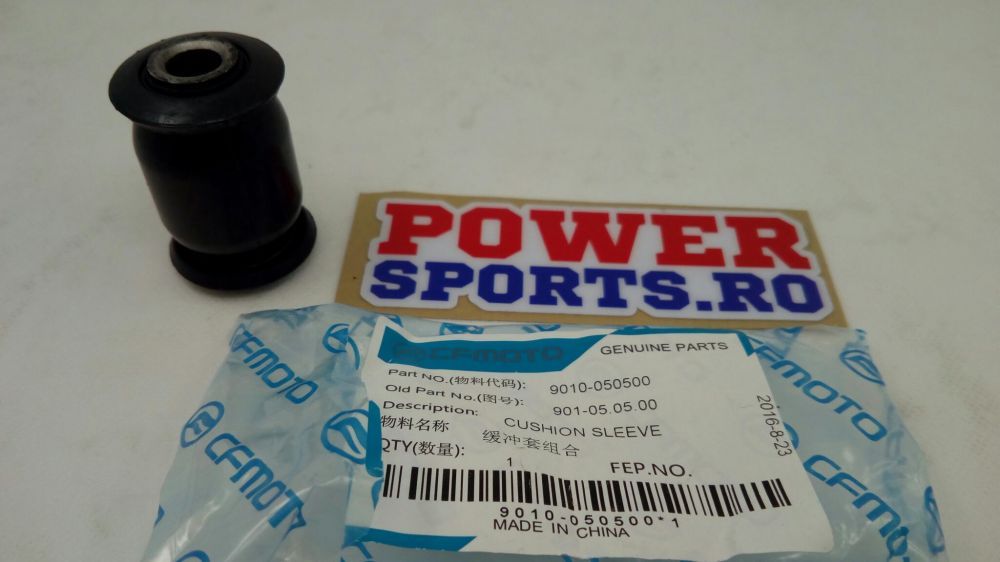 POWER
SPORTS.RO
CFMOTO GENUINE PARTS
Part NO.(物料代码): 9010-050500
Old Part No.(图号): 901-05.05.00
Description: CUSHION SLEEVE
物料名称 缓冲套组合
QTY(数量): 1 FEP.NO.
2016-8-23
9010-050500*1
MADE IN CHINA
CFMOTO
CFMOTO
CFMOTO
CFMOTO